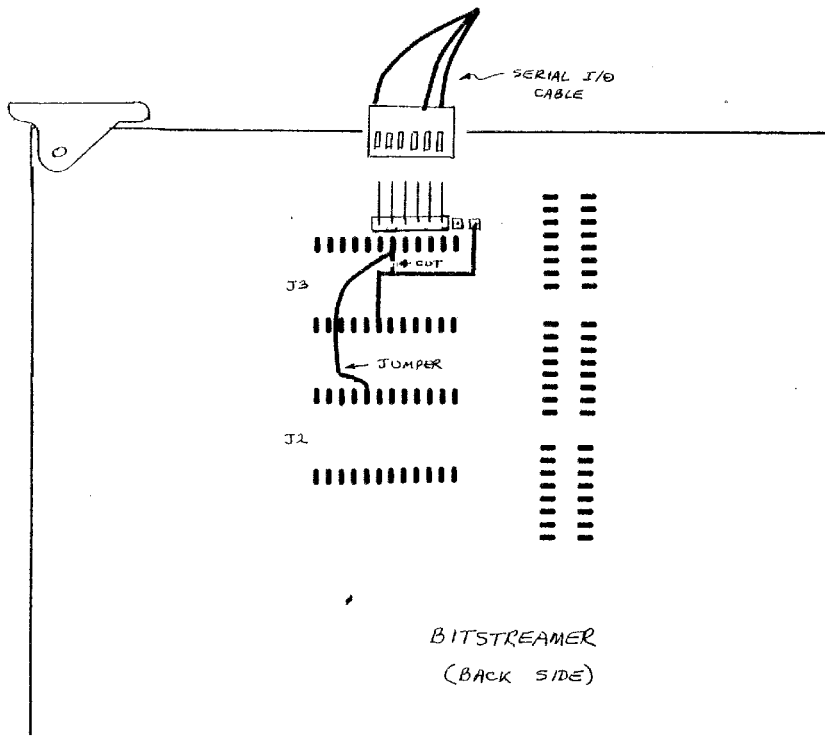 SERIAL I/O
CABLE
CUT
J3
JUMPER
J2
BITSTREAMER
(BACK SIDE)